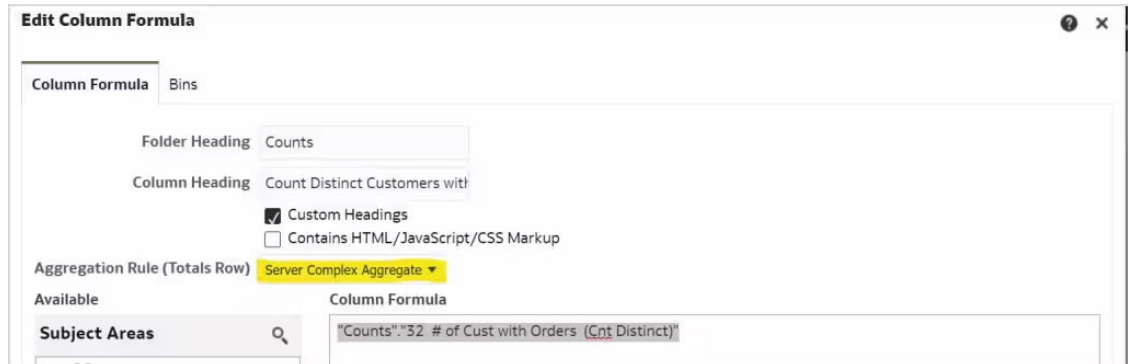 Edit Column Formula
Column Formula Bins
Folder Heading Counts
Column Heading Count Distinct Customers with
Custom Headings
Contains HTML/JavaScript/CSS Markup
Aggregation Rule (Totals Row) Server Complex Aggregate
Available Column Formula
Subject Areas "Counts"."32 # of Cust with Orders (Cnt Distinct)"